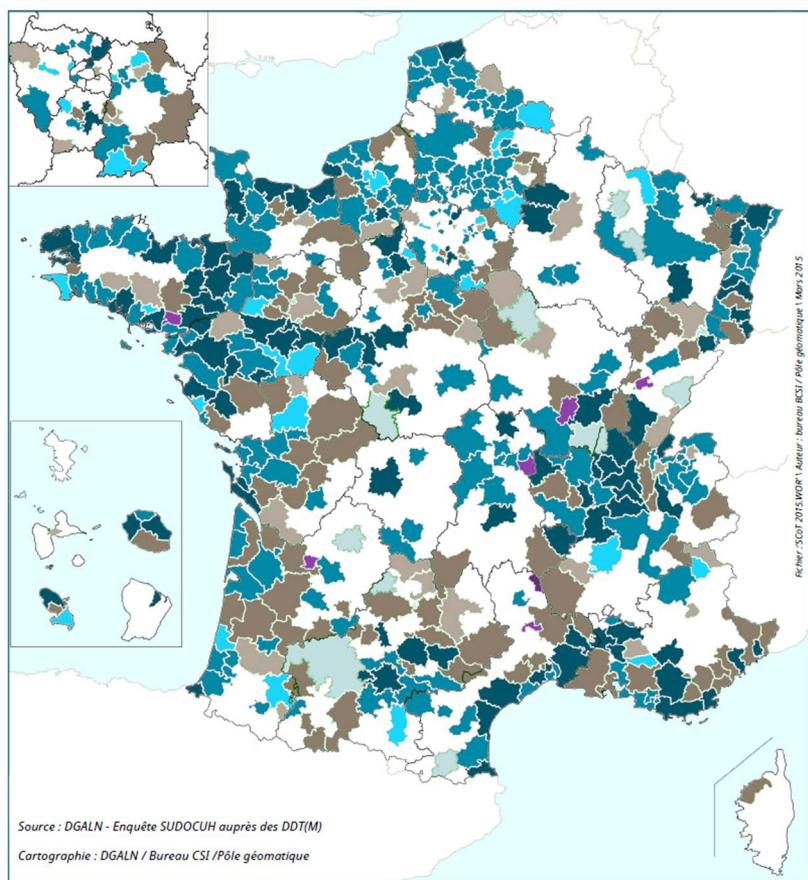 Source : DGALN - Enquête SUDOCUH auprès des DDT(M)
Cartographie : DGALN / Bureau CSI /Pôle géomatique
Fichier :'SCoT 2015.WOR' \ Auteur : bureau BCSI / Pôle géomatique \ Mars 2015